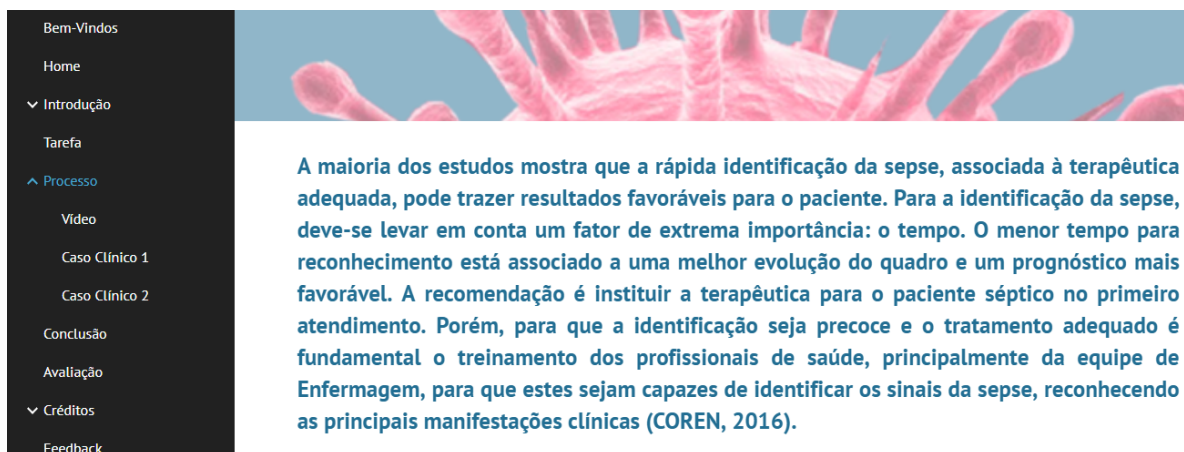 Bem-Vindos
Home
Introdução
Tarefa
Processo
Vídeo
Caso Clínico 1
Caso Clínico 2
Conclusão
Avaliação
Créditos
Feedback
A maioria dos estudos mostra que a rápida identificação da sepse, associada à terapêutica
adequada, pode trazer resultados favoráveis para o paciente. Para a identificação da sepse,
deve-se levar em conta um fator de extrema importância: o tempo. O menor tempo para
reconhecimento está associado a uma melhor evolução do quadro e um prognóstico mais
favorável. A recomendação é instituir a terapêutica para o paciente séptico no primeiro
atendimento. Porém, para que a identificação seja precoce e o tratamento adequado é
fundamental o treinamento dos profissionais de saúde, principalmente da equipe de
Enfermagem, para que estes sejam capazes de identificar os sinais da sepse, reconhecendo
as principais manifestações clínicas (COREN, 2016).